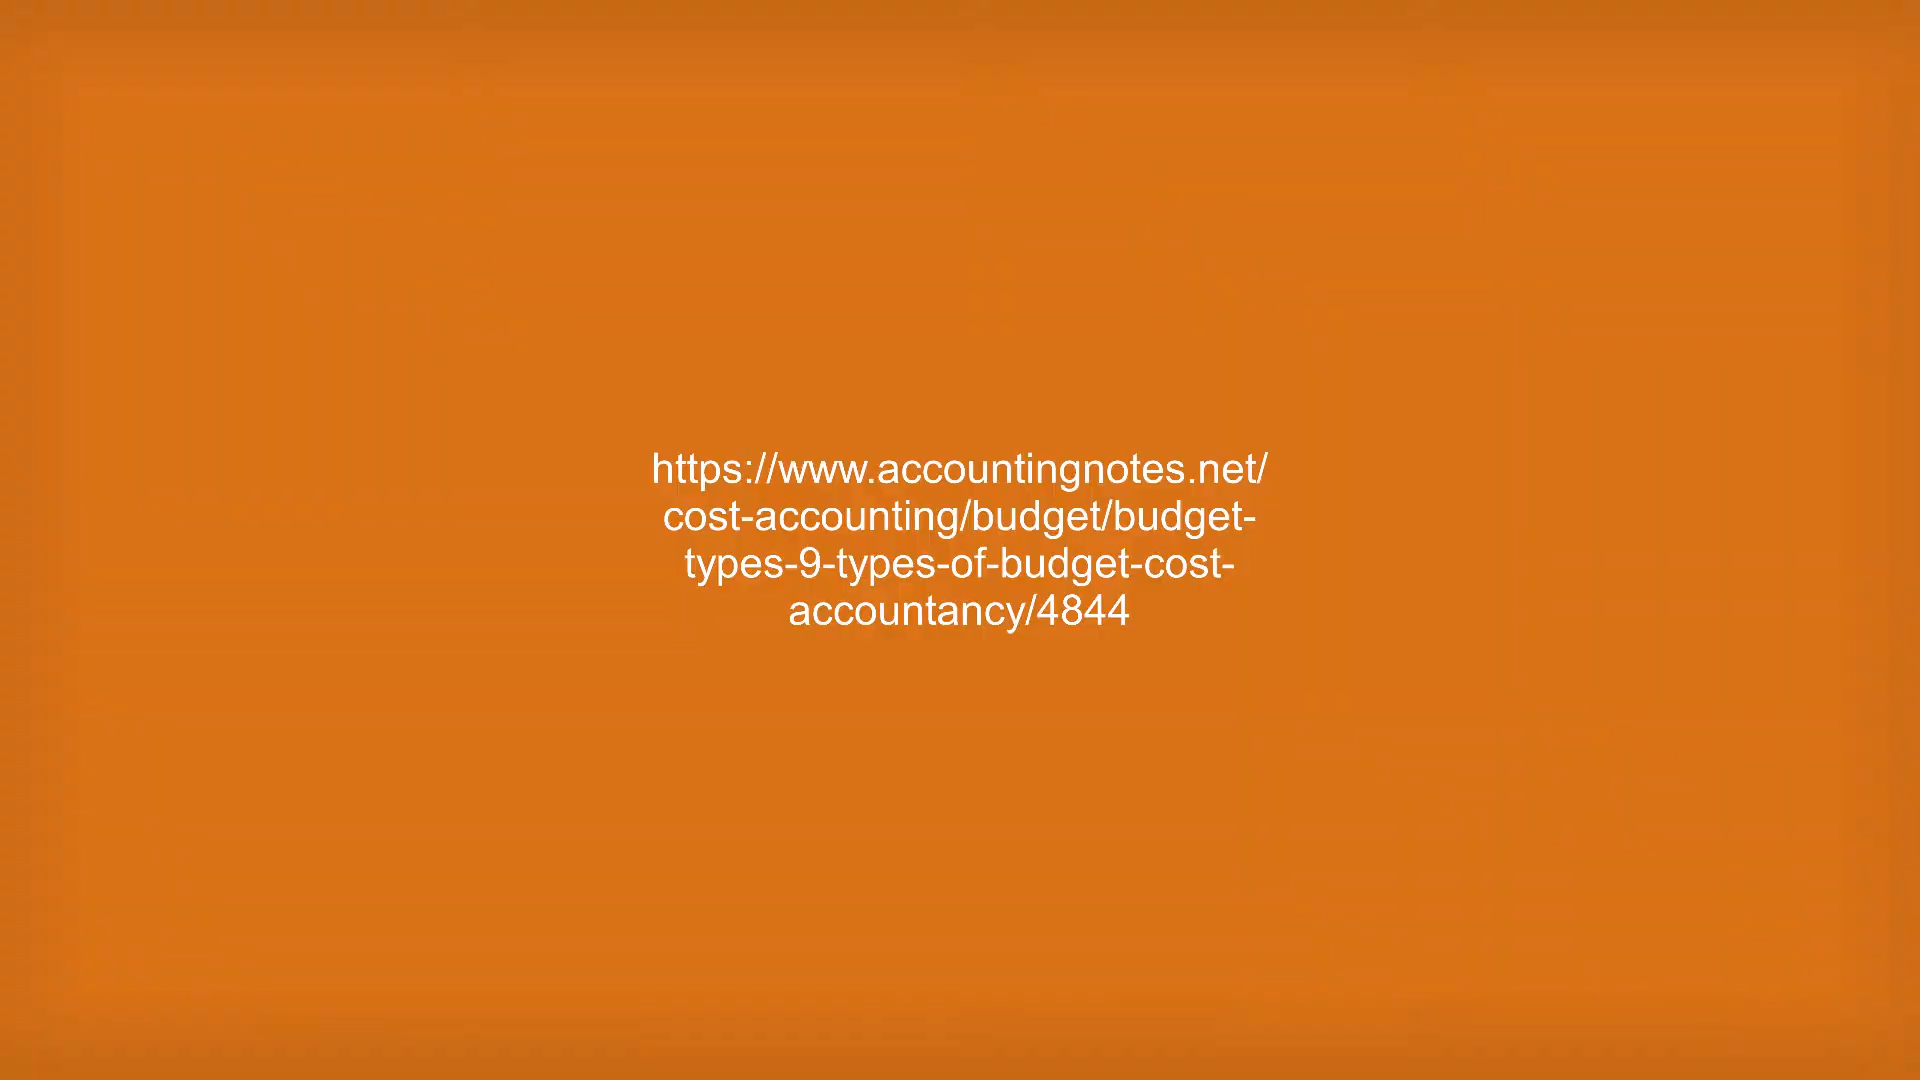 https://www.accountingnotes.net/
cost-accounting/budget/budget-
types-9-types-of-budget-cost-
accountancy/4844